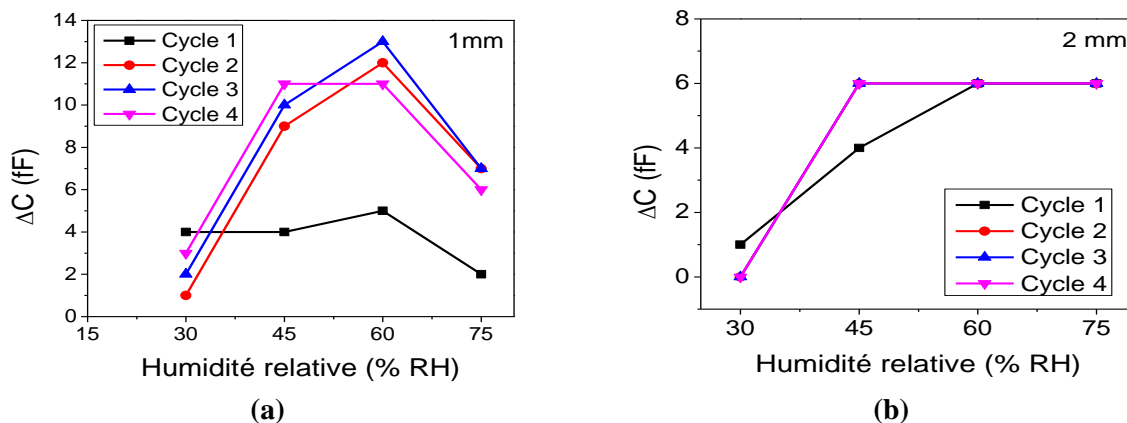 14
12
10
8
6
4
2
0
ΔC (fF)
Cycle 1
Cycle 2
Cycle 3
Cycle 4
1mm
15 30 45 60 75
Humidité relative (% RH)
(a)
8
6
4
2
0
ΔC (fF)
2 mm
Cycle 1
Cycle 2
Cycle 3
Cycle 4
30 45 60 75
Humidité relative (% RH)
(b)